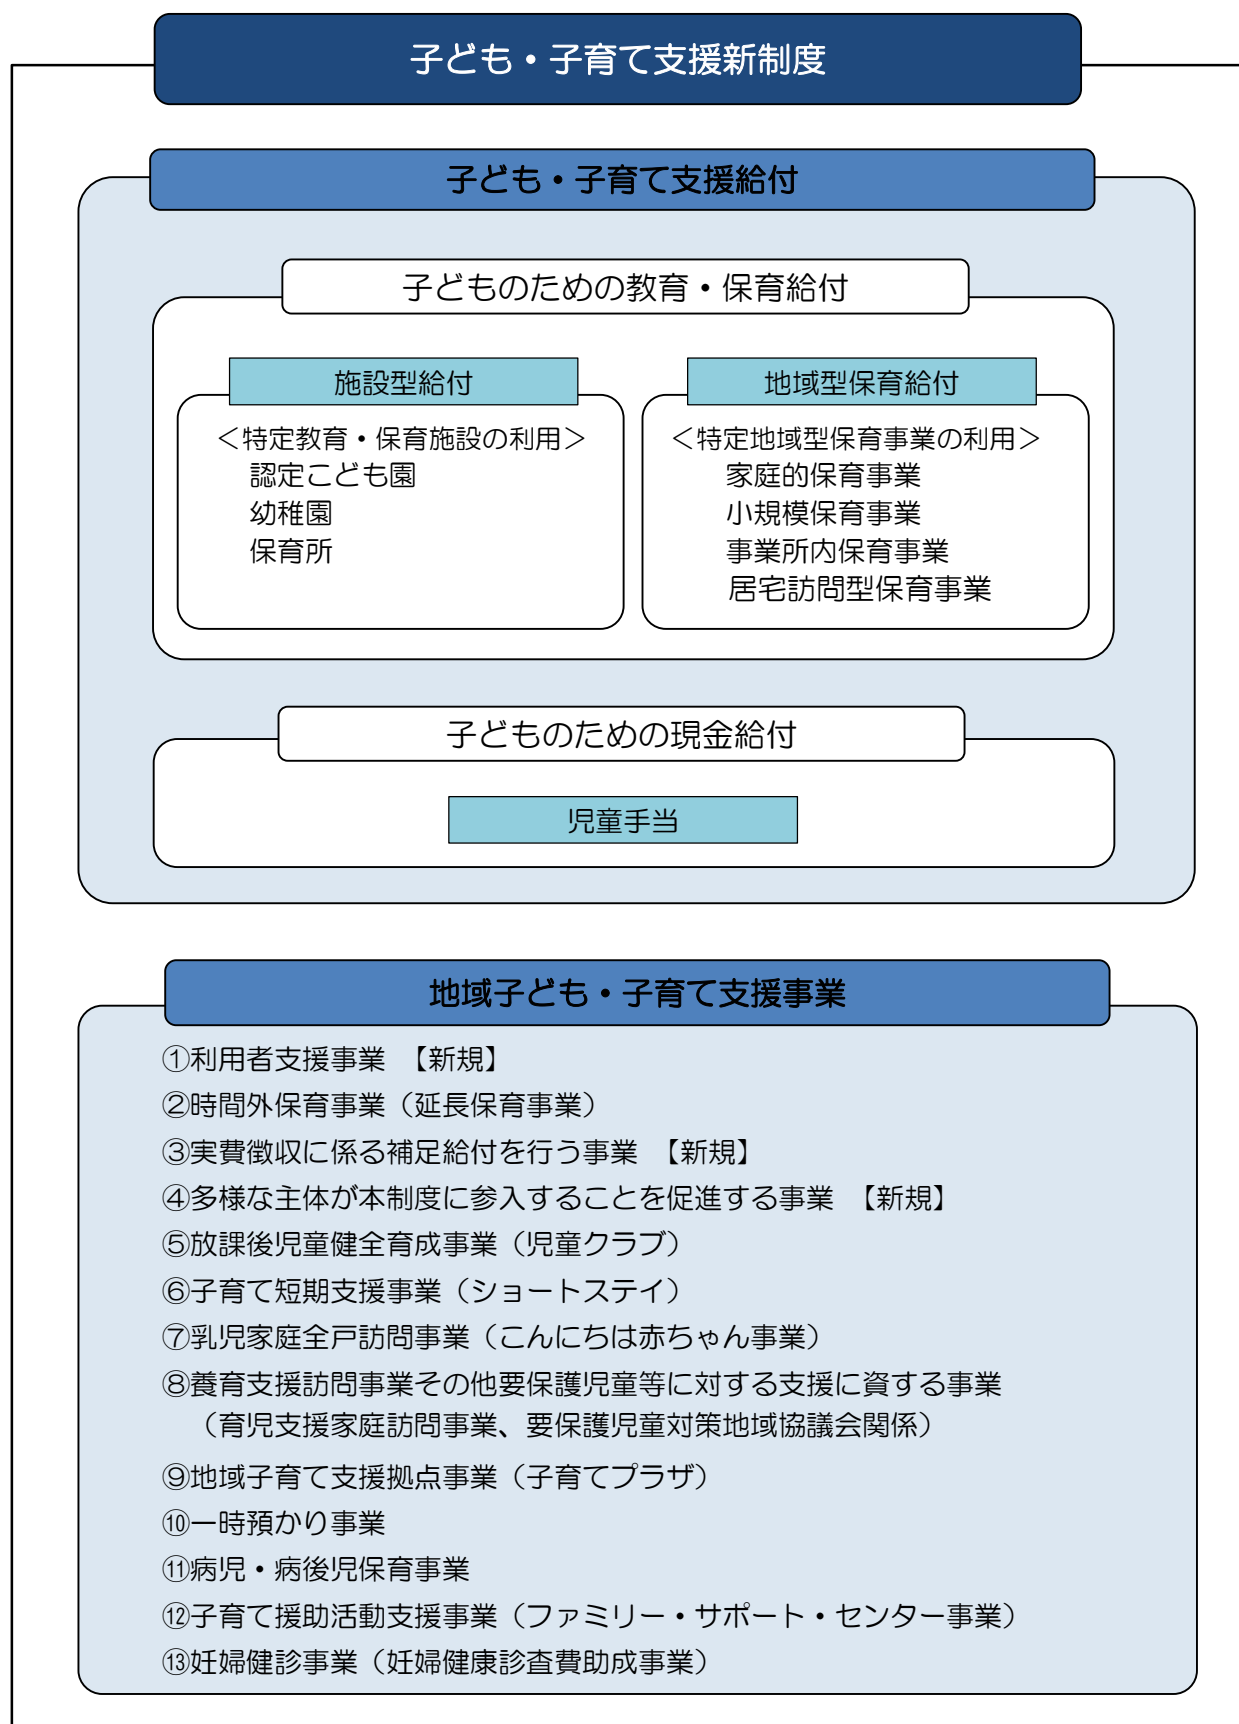 子ども・子育て支援新制度
子ども・子育て支援給付
子どものための教育・保育給付
施設型給付
＜特定教育・保育施設の利用＞
認定こども園
幼稚園
保育所
地域型保育給付
＜特定地域型保育事業の利用＞
家庭的保育事業
小規模保育事業
事業所内保育事業
居宅訪問型保育事業
子どものための現金給付
児童手当
地域子ども・子育て支援事業
①利用者支援事業　【新規】
②時間外保育事業（延長保育事業）
③実費徴収に係る補足給付を行う事業　【新規】
④多様な主体が本制度に参入することを促進する事業　【新規】
⑤放課後児童健全育成事業（児童クラブ）
⑥子育て短期支援事業（ショートステイ）
⑦乳児家庭全戸訪問事業（こんにちは赤ちゃん事業）
⑧養育支援訪問事業その他要保護児童等に対する支援に資する事業
（育児支援家庭訪問事業、要保護児童対策地域協議会関係）
⑨地域子育て支援拠点事業（子育てプラザ）
⑩一時預かり事業
⑪病児・病後児保育事業
⑫子育て援助活動支援事業（ファミリー・サポート・センター事業）
⑬妊婦健診事業（妊婦健康診査費助成事業）